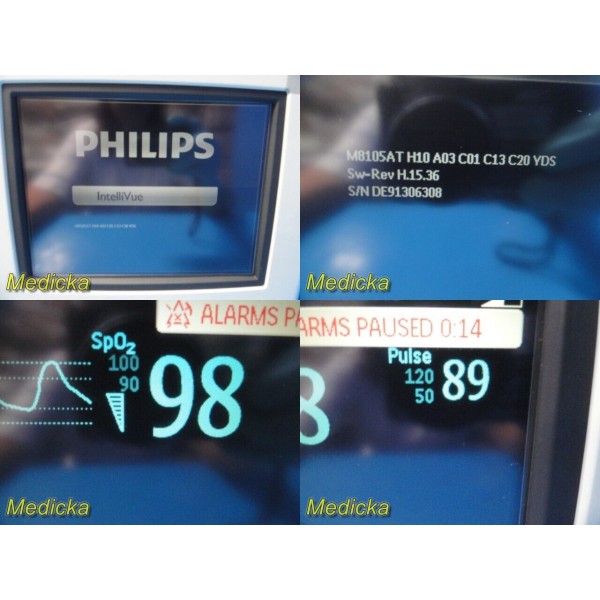 PHILIPS
IntelliVue
Medicka
M8105AT H10 A03 C01 C13 C20 YDS
Sw-Rev H.15.36
S/N DE91306308
Medicka
ALARMS PA
SpO2
100
90
98
Medicka
ARMS PAUSED 0:14
Pulse
120
50
89
8
Medicka